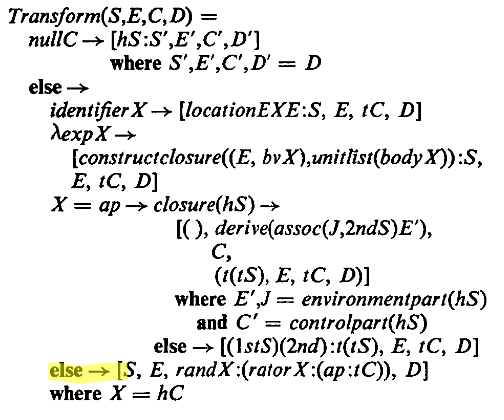 Transform(S,E,C,D) =
nullC → [hS:S′,E′,C′,D′]
where S′,E′,C′,D′ = D
else →
identifierX → [locationEXE:S, E, tC, D]
λexpX →
[constructclosure((E, bvX),unitlist(bodyX)):S,
E, tC, D]
X = ap → closure(hS) →
[( ), derive(assoc(J,2ndS)E′),
C,
(t(tS), E, tC, D)]
where E′,J = environmentpart(hS)
and C′ = controlpart(hS)
else → [(1stS)(2nd):t(tS), E, tC, D]
else → [S, E, randX:(ratorX:(ap:tC)), D]
where X = hC